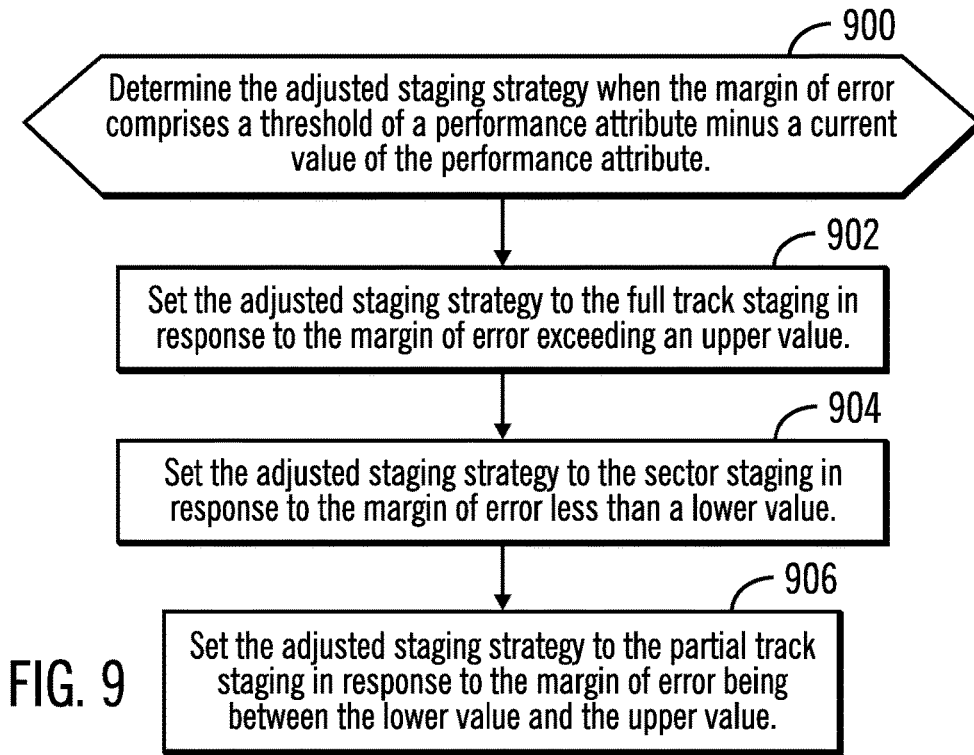 900
Determine the adjusted staging strategy when the margin of error
comprises a threshold of a performance attribute minus a current
value of the performance attribute.
902
Set the adjusted staging strategy to the full track staging in
response to the margin of error exceeding an upper value.
904
Set the adjusted staging strategy to the sector staging in
response to the margin of error less than a lower value.
906
Set the adjusted staging strategy to the partial track
staging in response to the margin of error being
between the lower value and the upper value.
FIG. 9